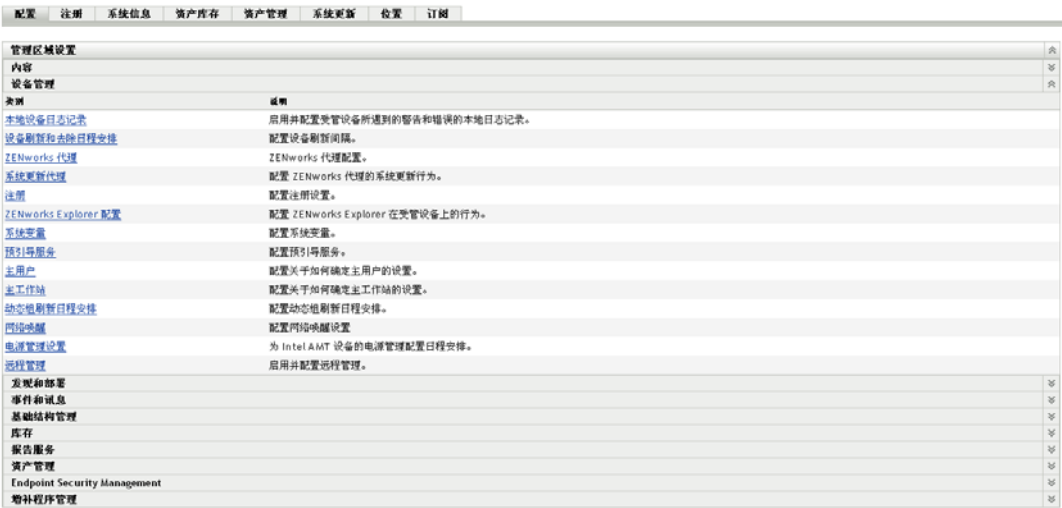 配置 注册 系统信息 资产库存 资产管理 系统更新 位置 订阅
管理区域设置
内容
设备管理
类别 说明
本地设备日志记录 启用并配置受管设备所遇到的警告和错误的本地日志记录。
设备刷新和去除日程安排 配置设备刷新间隔。
ZENworks 代理 ZENworks 代理配置。
系统更新代理 配置 ZENworks 代理的系统更新行为。
注册 配置注册设置。
ZENworks Explorer 配置 配置 ZENworks Explorer 在受管设备上的行为。
系统变量 配置系统变量。
预引导服务 配置预引导服务。
主用户 配置关于如何确定主用户的设置。
主工作站 配置关于如何确定主工作站的设置。
动态组刷新日程安排 配置动态组刷新日程安排。
网络唤醒 配置网络唤醒设置
电源管理设置 为 Intel AMT 设备的电源管理配置日程安排。
远程管理 启用并配置远程管理。
发现和部署
事件和讯息
基础结构管理
库存
报告服务
资产管理
Endpoint Security Management
增补程序管理